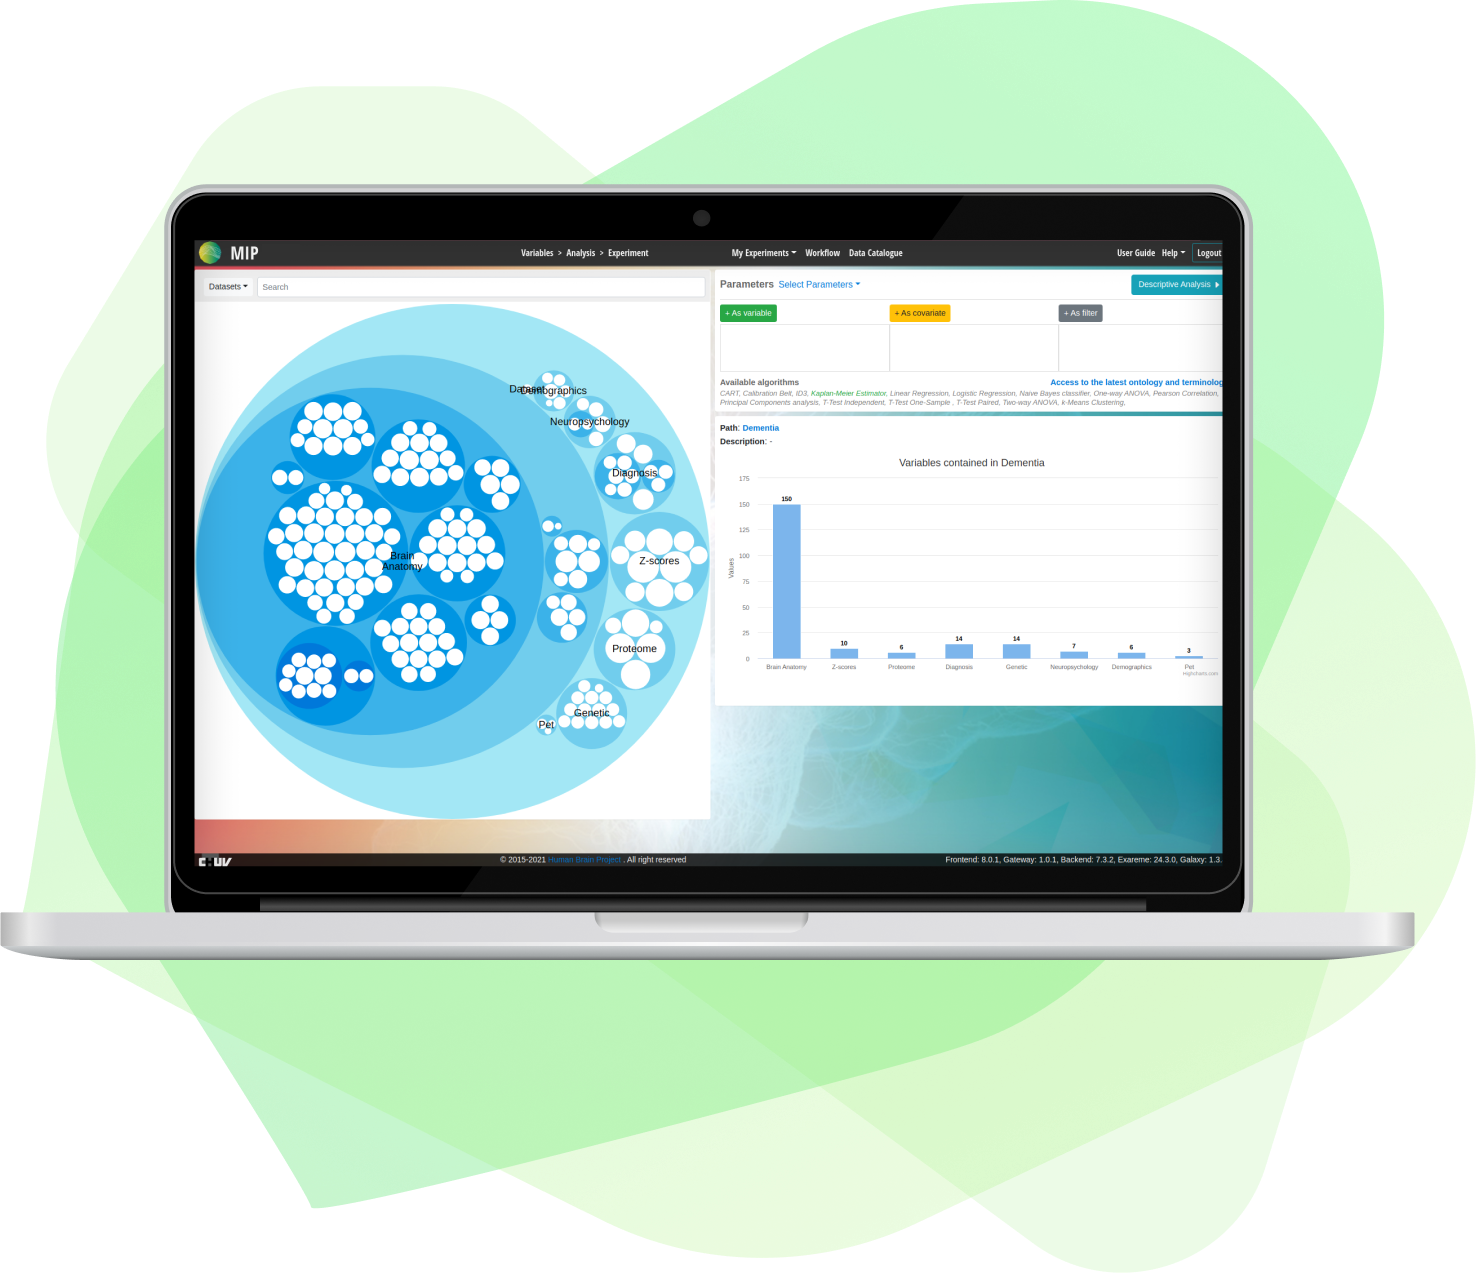 MIP
Variables > Analysis > Experiment
My Experiments Workflow Data Catalogue
User Guide Help Logout
Datasets
Search
Parameters Select Parameters
Descriptive Analysis
+ As variable
+ As covariate
+ As filter
Available algorithms
Access to the latest ontology and terminolog
CART, Calibration Belt, ID3, Kaplan-Meier Estimator, Linear Regression, Logistic Regression, Naive Bayes classifier, One-way ANOVA, Pearson Correlation,
Principal Components analysis, T-Test Independent, T-Test One-Sample , T-Test Paired, Two-way ANOVA. k-Means Clustering,
Path: Dementia
Description: -
Dataset
Demographics
Neuropsychology
Diagnosis
Z-scores
Brain
Anatomy
Proteome
Genetic
Pet
Variables contained in Dementia
Values
175
150
125
100
75
50
25
0
150
10
6
14
14
7
6
3
Brain Anatomy
Z-scores
Proteome
Diagnosis
Genetic
Neuropsychology
Demographics
Pet
Highcharts.com
© 2015-2021 Human Brain Project . All right reserved
Frontend: 8.0.1, Gateway: 1.0.1, Backend: 7.3.2, Exareme: 24.3.0, Galaxy: 1.3.